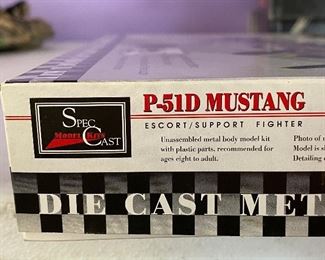 SPEC
MODEL KITS
CAST
P-51D MUSTANG
ESCORT/SUPPORT FIGHTER
Unassembled metal body model kit
with plastic parts, recommended for
ages eight to adult.
Photo of
Model is
Detailing
DIE CAST MET